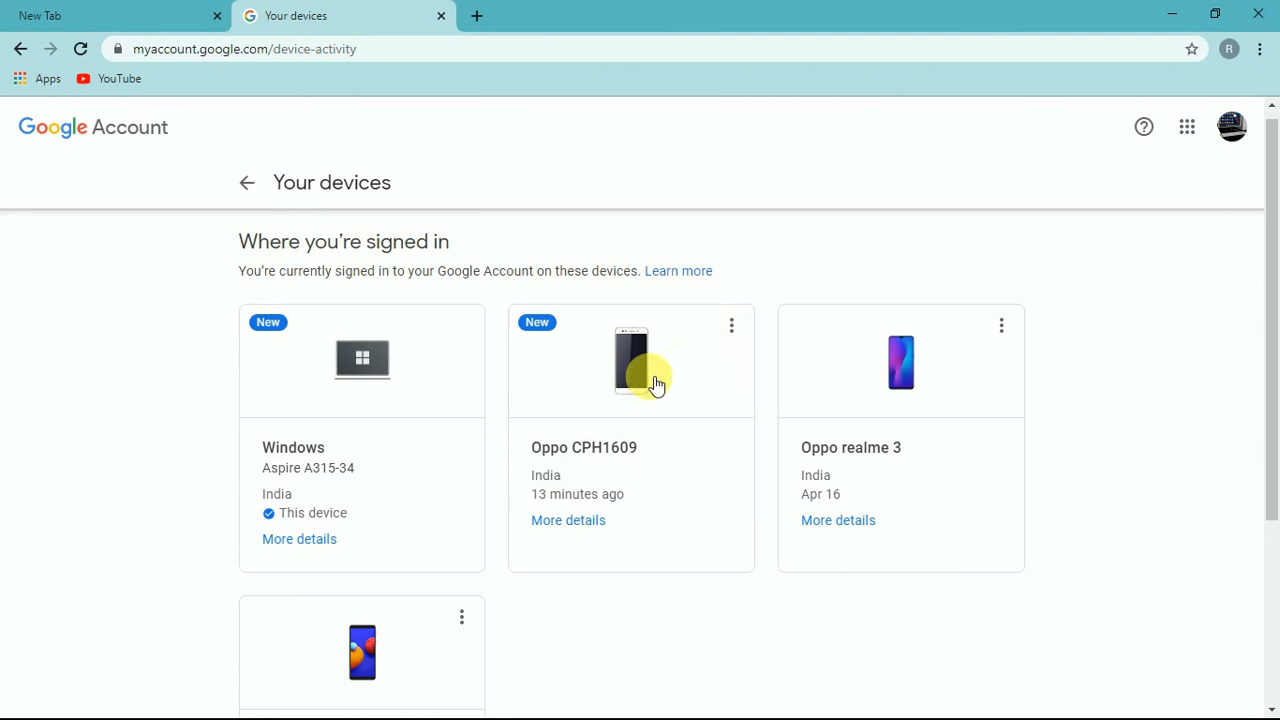 New Tab
Your devices
myaccount.google.com/device-activity
R
Apps
YouTube
Google Account
Your devices
Where you're signed in
You're currently signed in to your Google Account on these devices. Learn more
New
New
Windows
Aspire A315-34
India
This device
More details
Oppo CPH1609
India
13 minutes ago
More details
Oppo realme 3
India
Apr 16
More details